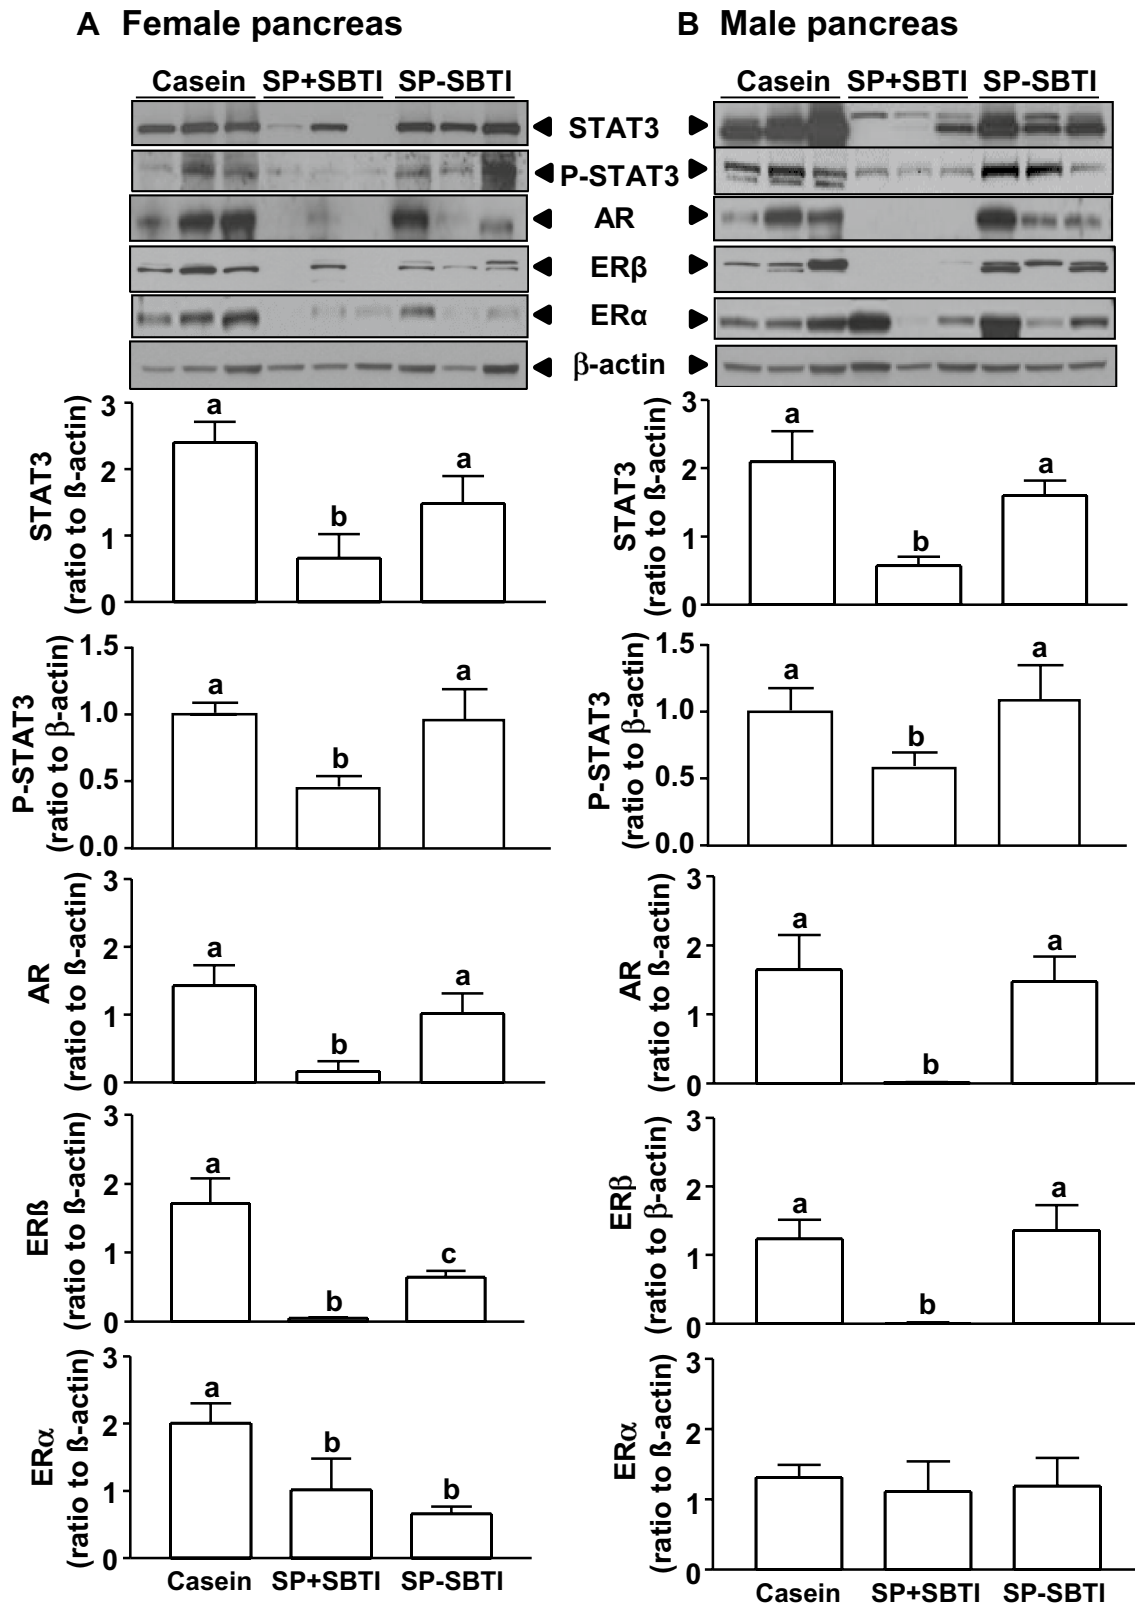 A Female pancreas B Male pancreas
Casein SP+SBTI SP-SBTI Casein SP+SBTI SP-SBTI
STAT3
P-STAT3
AR
ERβ
ERα
β-actin
STAT3
(ratio to ß-actin)
3
2
1
0
a
b
a
STAT3
(ratio to ß-actin)
3
2
1
0
a
b
a
P-STAT3
(ratio to β-actin)
1.5
1.0
0.5
0.0
a
b
a
P-STAT3
(ratio to β-actin)
1.5
1.0
0.5
0.0
a
b
a
AR
(ratio to ß-actin)
3
2
1
0
a
b
a
AR
(ratio to ß-actin)
3
2
1
0
a
b
a
ERß
(ratio to ß-actin)
3
2
1
0
a
b
c
ERβ
(ratio to β-actin)
3
2
1
0
a
b
a
ERα
(ratio to ß-actin)
3
2
1
0
a
b
b
Casein SP+SBTI SP-SBTI
ERα
(ratio to ß-actin)
3
2
1
0
Casein SP+SBTI SP-SBTI